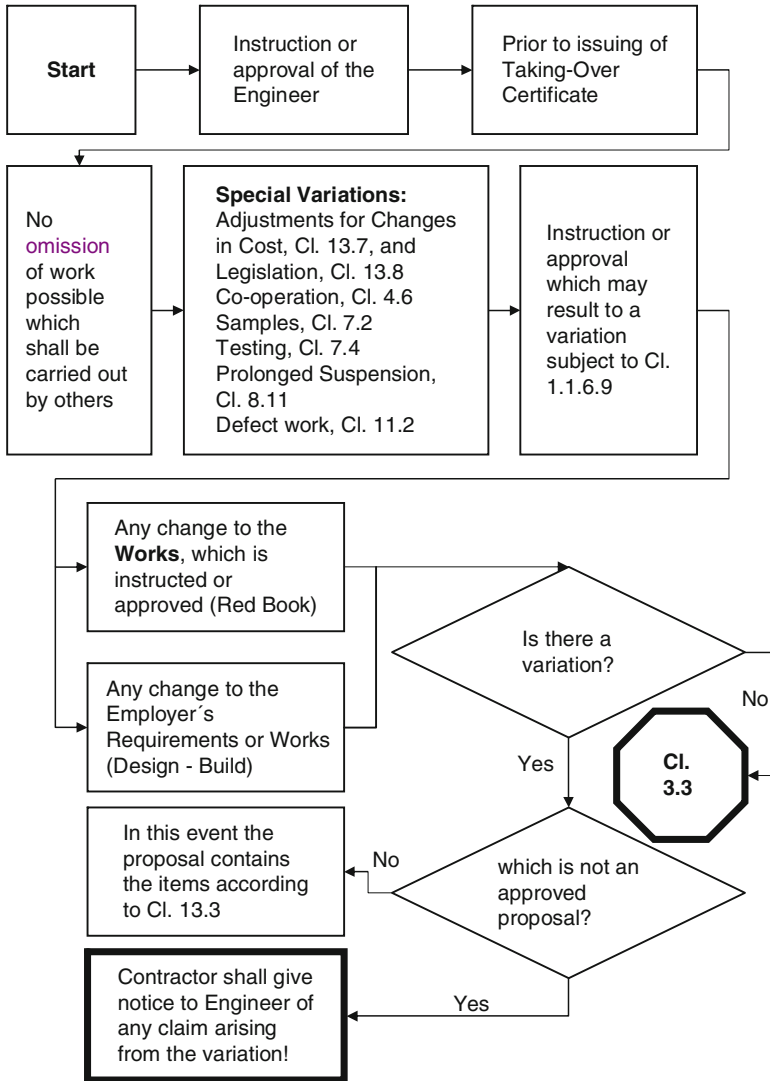 Start
Instruction or
approval of the
Engineer
Prior to issuing of
Taking-Over
Certificate
No
omission
of work
possible
which
shall be
carried out
by others
Special Variations:
Adjustments for Changes
in Cost, Cl. 13.7, and
Legislation, Cl. 13.8
Co-operation, Cl. 4.6
Samples, Cl. 7.2
Testing, Cl. 7.4
Prolonged Suspension,
Cl. 8.11
Defect work, Cl. 11.2
Instruction or
approval
which may
result to a
variation
subject to Cl.
1.1.6.9
Any change to the
Works, which is
instructed or
approved (Red Book)
Any change to the
Employer´s
Requirements or Works
(Design - Build)
Is there a
variation?
No
Cl.
3.3
Yes
In this event the
proposal contains
the items according
to Cl. 13.3
No
which is not an
approved
proposal?
Yes
Contractor shall give
notice to Engineer of
any claim arising
from the variation!